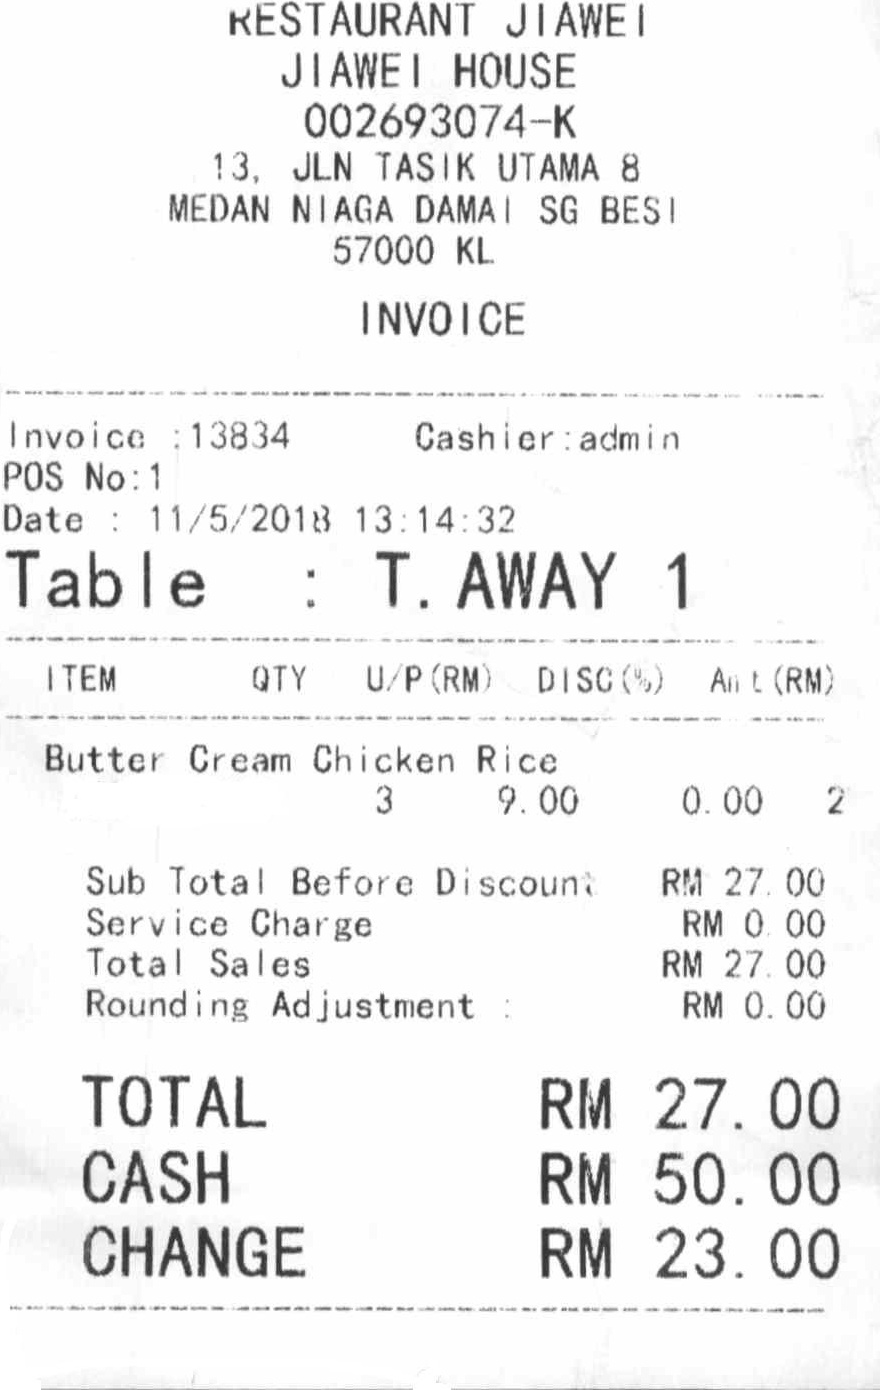 RESTAURANT JIAWEI
JIAWEI HOUSE
002693074-K
13, JLN TASIK UTAMA 8
MEDAN NIAGA DAMAI SG BESI
57000 KL
INVOICE
Invoice :13834 Cashier:admin
POS No:1
Date : 11/5/2018 13:14:32
Table : T. AWAY 1
ITEM QTY U/P(RM) DISC(%) Amt(RM)
Butter Cream Chicken Rice
3 9.00 0.00 2
Sub Total Before Discount RM 27.00
Service Charge RM 0.00
Total Sales RM 27.00
Rounding Adjustment : RM 0.00
TOTAL RM 27.00
CASH RM 50.00
CHANGE RM 23.00